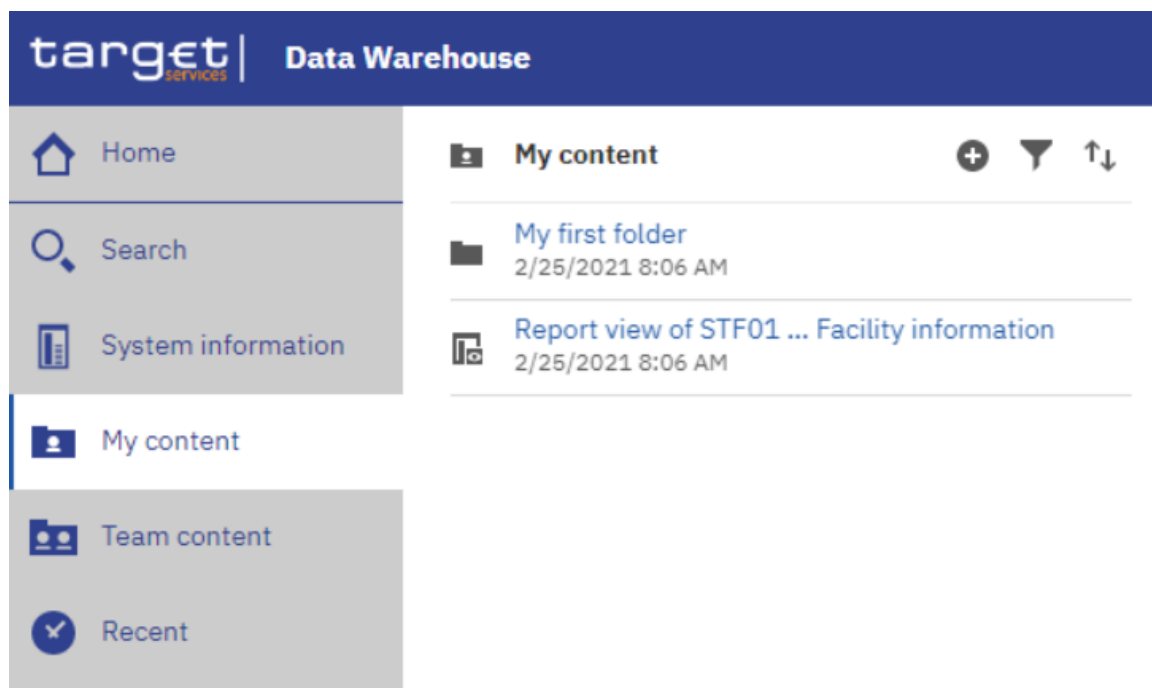 target services Data Warehouse
Home
Search
System information
My content
Team content
Recent
My content
My first folder
2/25/2021 8:06 AM
Report view of STF01 ... Facility information
2/25/2021 8:06 AM